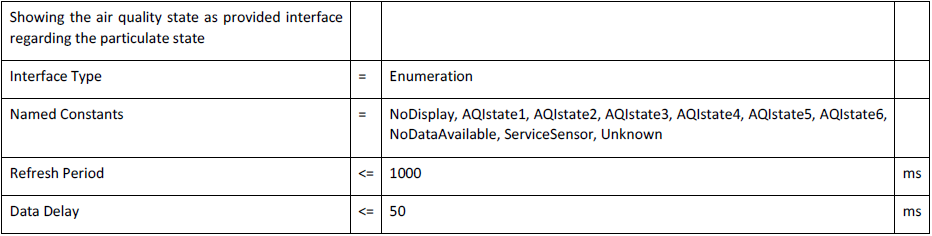 Showing the air quality state as provided interface
regarding the particulate state
Interface Type = Enumeration
Named Constants = NoDisplay, AQIstate1, AQIstate2, AQIstate3, AQIstate4, AQIstate5, AQIstate6,
NoDataAvailable, ServiceSensor, Unknown
Refresh Period <= 1000 ms
Data Delay <= 50 ms